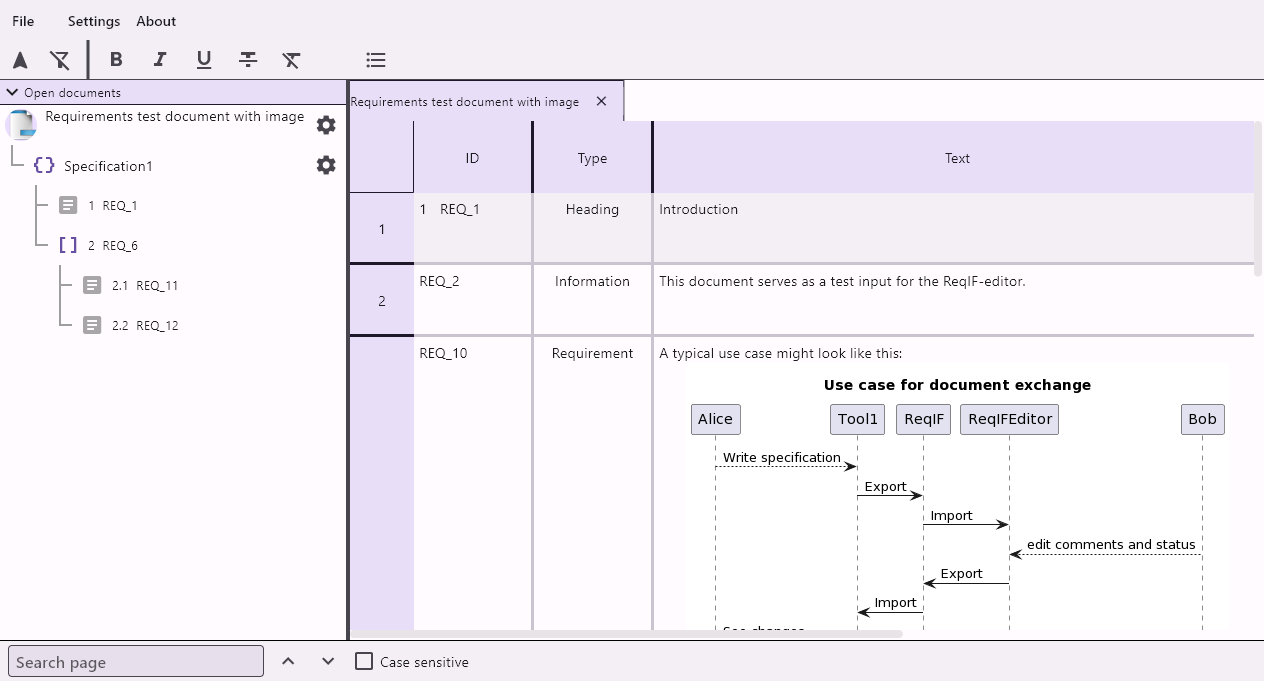 File Settings About
B I U
Open documents
Requirements test document with image
Specification1
1 REQ_1
2 REQ_6
2.1 REQ_11
2.2 REQ_12
Requirements test document with image
ID Type Text
1 1 REQ_1 Heading Introduction
2 REQ_2 Information This document serves as a test input for the ReqIF-editor.
REQ_10 Requirement A typical use case might look like this:
Use case for document exchange
Alice Tool1 ReqIF ReqIFEditor Bob
Write specification
Export
Import
edit comments and status
Export
Import
Search page
Case sensitive